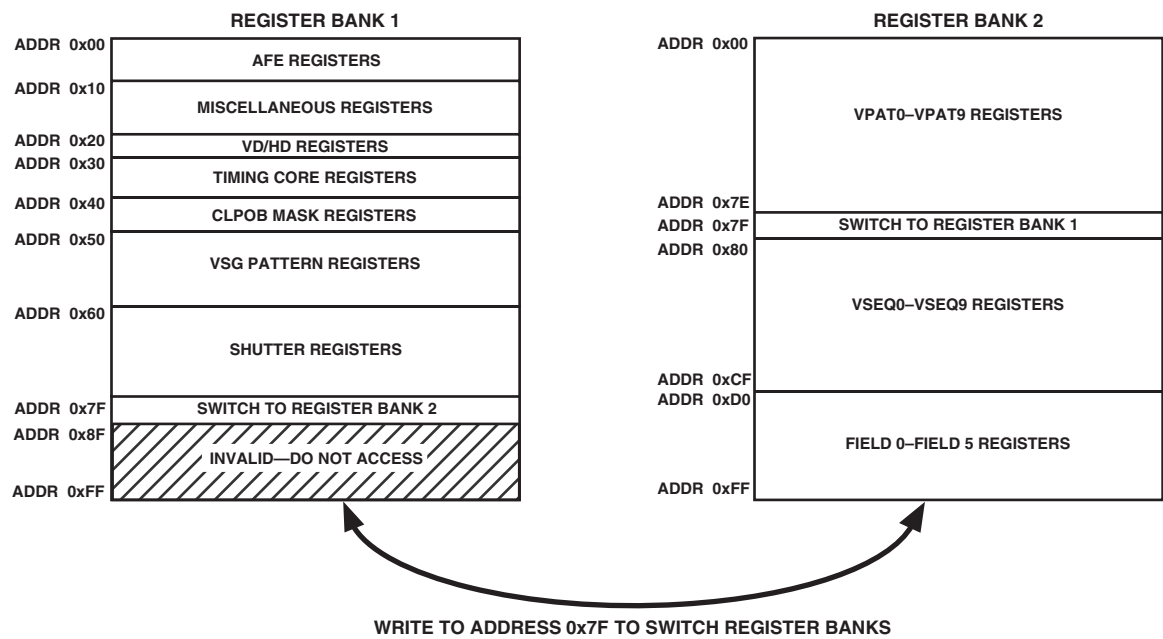 REGISTER BANK 1
ADDR 0x00
AFE REGISTERS
ADDR 0x10
MISCELLANEOUS REGISTERS
ADDR 0x20
VD/HD REGISTERS
ADDR 0x30
TIMING CORE REGISTERS
ADDR 0x40
CLPOB MASK REGISTERS
ADDR 0x50
VSG PATTERN REGISTERS
ADDR 0x60
SHUTTER REGISTERS
ADDR 0x7F
SWITCH TO REGISTER BANK 2
ADDR 0x8F
INVALID—DO NOT ACCESS
ADDR 0xFF
REGISTER BANK 2
ADDR 0x00
VPAT0–VPAT9 REGISTERS
ADDR 0x7E
ADDR 0x7F
SWITCH TO REGISTER BANK 1
ADDR 0x80
VSEQ0–VSEQ9 REGISTERS
ADDR 0xCF
ADDR 0xD0
FIELD 0–FIELD 5 REGISTERS
ADDR 0xFF
WRITE TO ADDRESS 0x7F TO SWITCH REGISTER BANKS